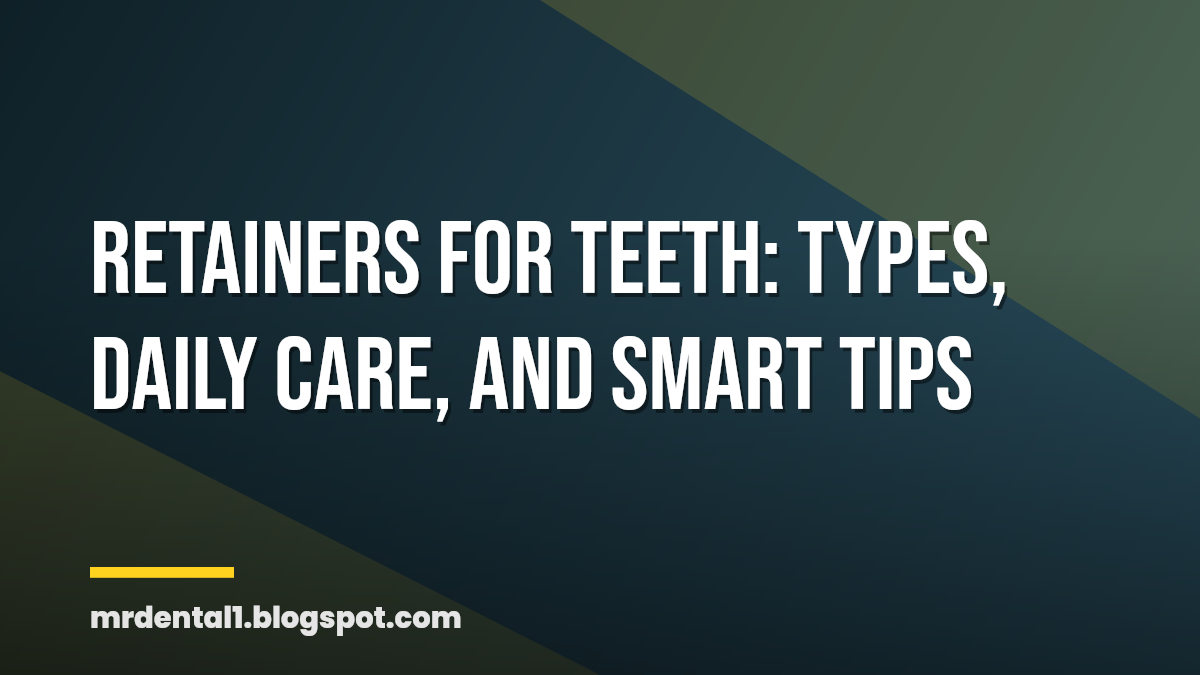 RETAINERS FOR TEETH: TYPES,
DAILY CARE, AND SMART TIPS
mrdental1.blogspot.com